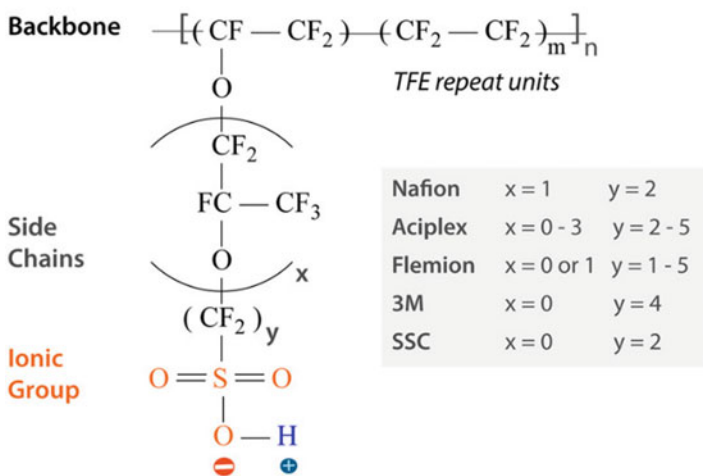 Backbone
[(CF — CF₂)—(CF₂ — CF₂)ₘ]ₙ
TFE repeat units
O
CF₂
FC — CF₃
O
x
Side
Chains
(CF₂)y
Ionic
Group
O = S = O
O — H
− +
Nafion x = 1 y = 2
Aciplex x = 0 - 3 y = 2 - 5
Flemion x = 0 or 1 y = 1 - 5
3M x = 0 y = 4
SSC x = 0 y = 2